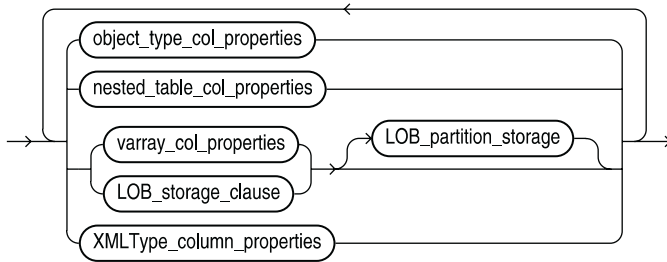 object_type_col_properties
nested_table_col_properties
varray_col_properties
LOB_partition_storage
LOB_storage_clause
XMLType_column_properties